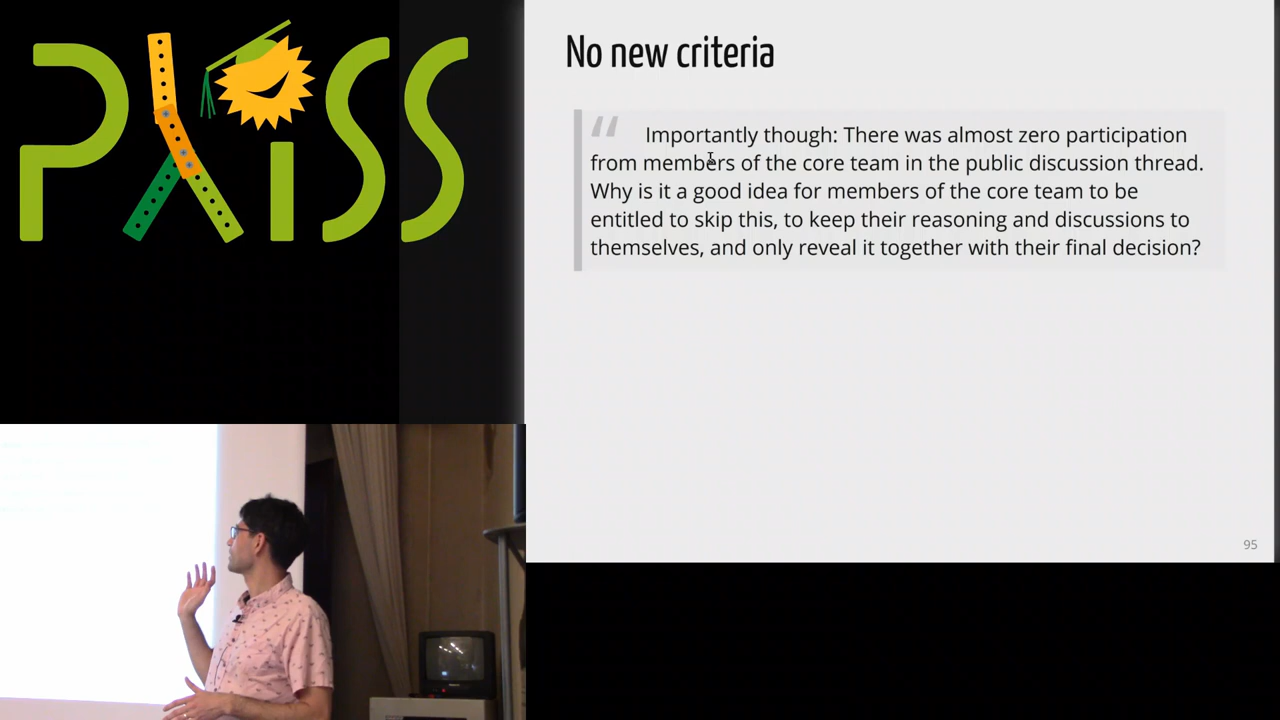 PXiSS
No new criteria
“ Importantly though: There was almost zero participation
from members of the core team in the public discussion thread.
Why is it a good idea for members of the core team to be
entitled to skip this, to keep their reasoning and discussions to
themselves, and only reveal it together with their final decision?
95